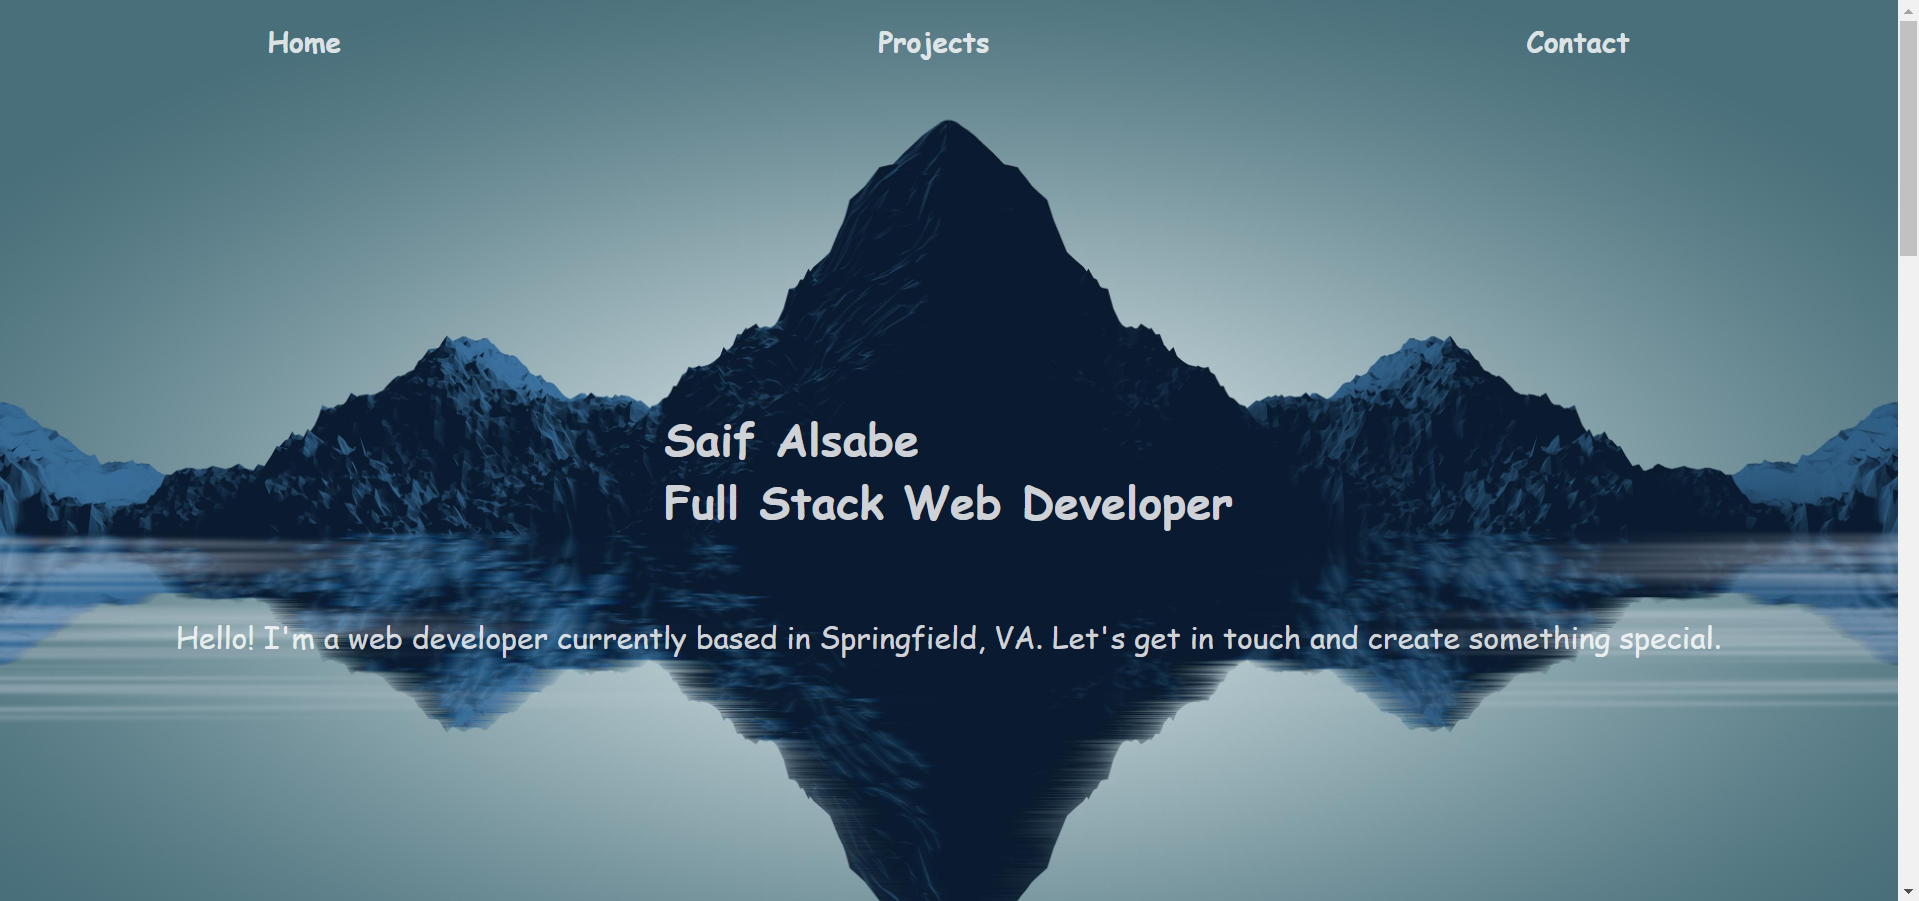 Home
Projects
Contact
Saif Alsabe
Full Stack Web Developer
Hello! I'm a web developer currently based in Springfield, VA. Let's get in touch and create something special.